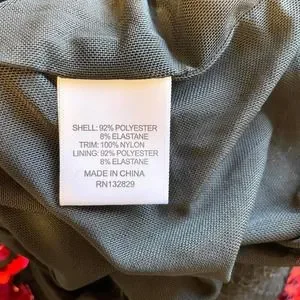 SHELL: 92% POLYESTER
8% ELASTANE
TRIM: 100% NYLON
LINING: 92% POLYESTER
8% ELASTANE
MADE IN CHINA
RN132829